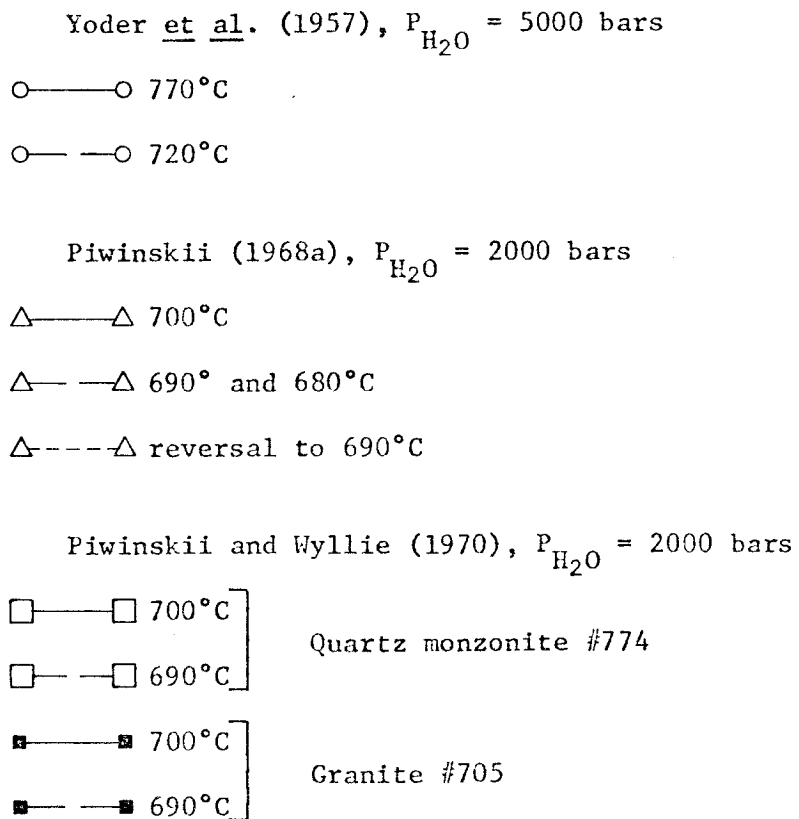 Yoder et al. (1957), P_H2O = 5000 bars
770°C
720°C
Piwinskii (1968a), P_H2O = 2000 bars
700°C
690° and 680°C
reversal to 690°C
Piwinskii and Wyllie (1970), P_H2O = 2000 bars
700°C
Quartz monzonite #774
690°C
700°C
Granite #705
690°C